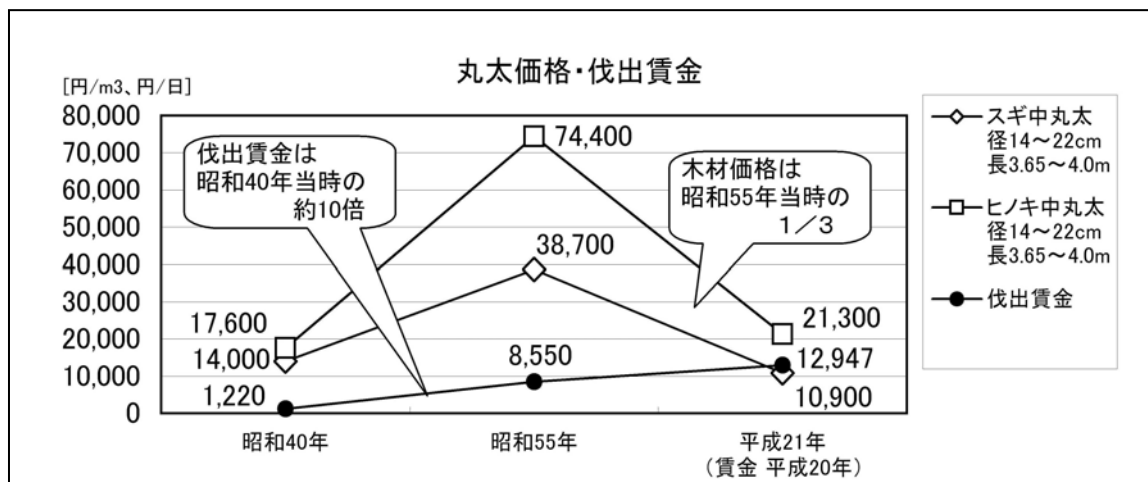 丸太価格・伐出賃金
[円/m3、円/日]
80,000
70,000
60,000
50,000
40,000
30,000
20,000
10,000
0
伐出賃金は
昭和40年当時の
約10倍
木材価格は
昭和55年当時の
1/3
17,600
14,000
1,220
74,400
38,700
8,550
21,300
12,947
10,900
昭和40年
昭和55年
平成21年
（賃金 平成20年）
スギ中丸太
径14～22cm
長3.65～4.0m
ヒノキ中丸太
径14～22cm
長3.65～4.0m
伐出賃金